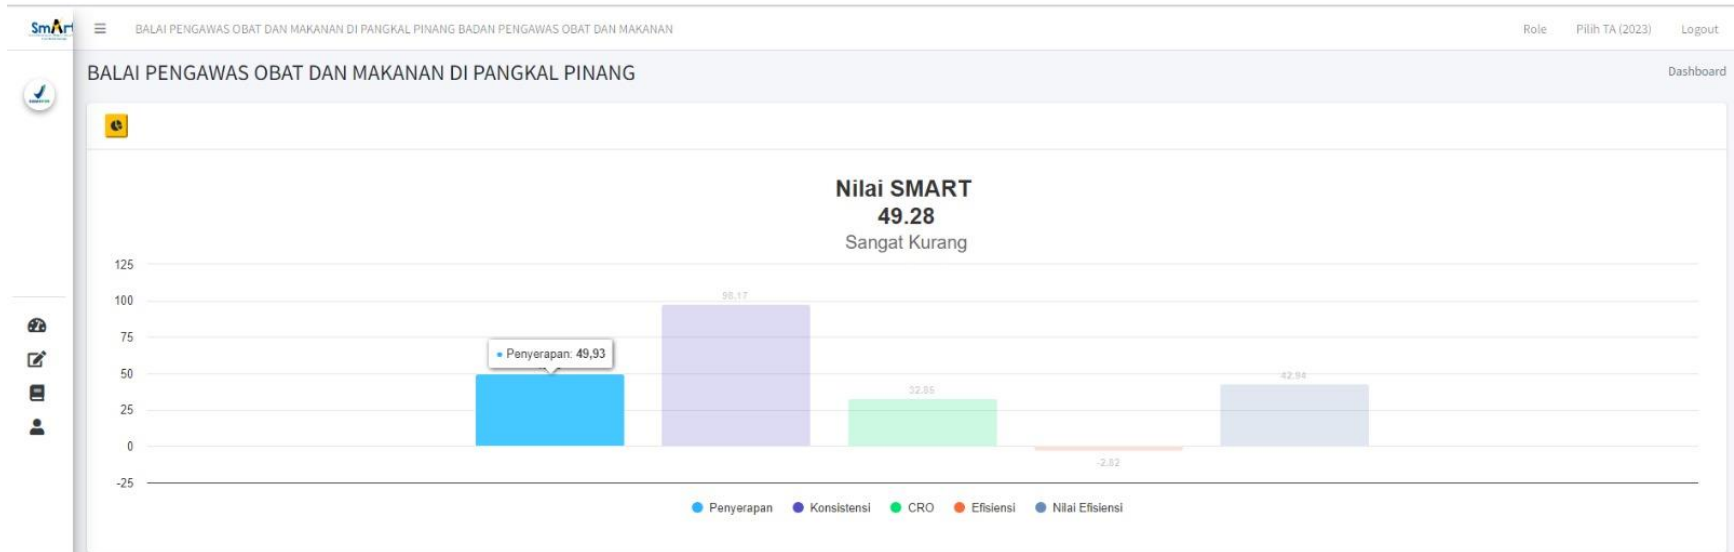 SmArt
BALAI PENGAWAS OBAT DAN MAKANAN DI PANGKAL PINANG BADAN PENGAWAS OBAT DAN MAKANAN
Role Pilih TA (2023) Logout
BALAI PENGAWAS OBAT DAN MAKANAN DI PANGKAL PINANG
Dashboard
Nilai SMART
49.28
Sangat Kurang
125
100
75
50
25
0
-25
98.17
Penyerapan: 49,93
32.85
-2.82
42.94
Penyerapan Konsistensi CRO Efisiensi Nilai Efisiensi